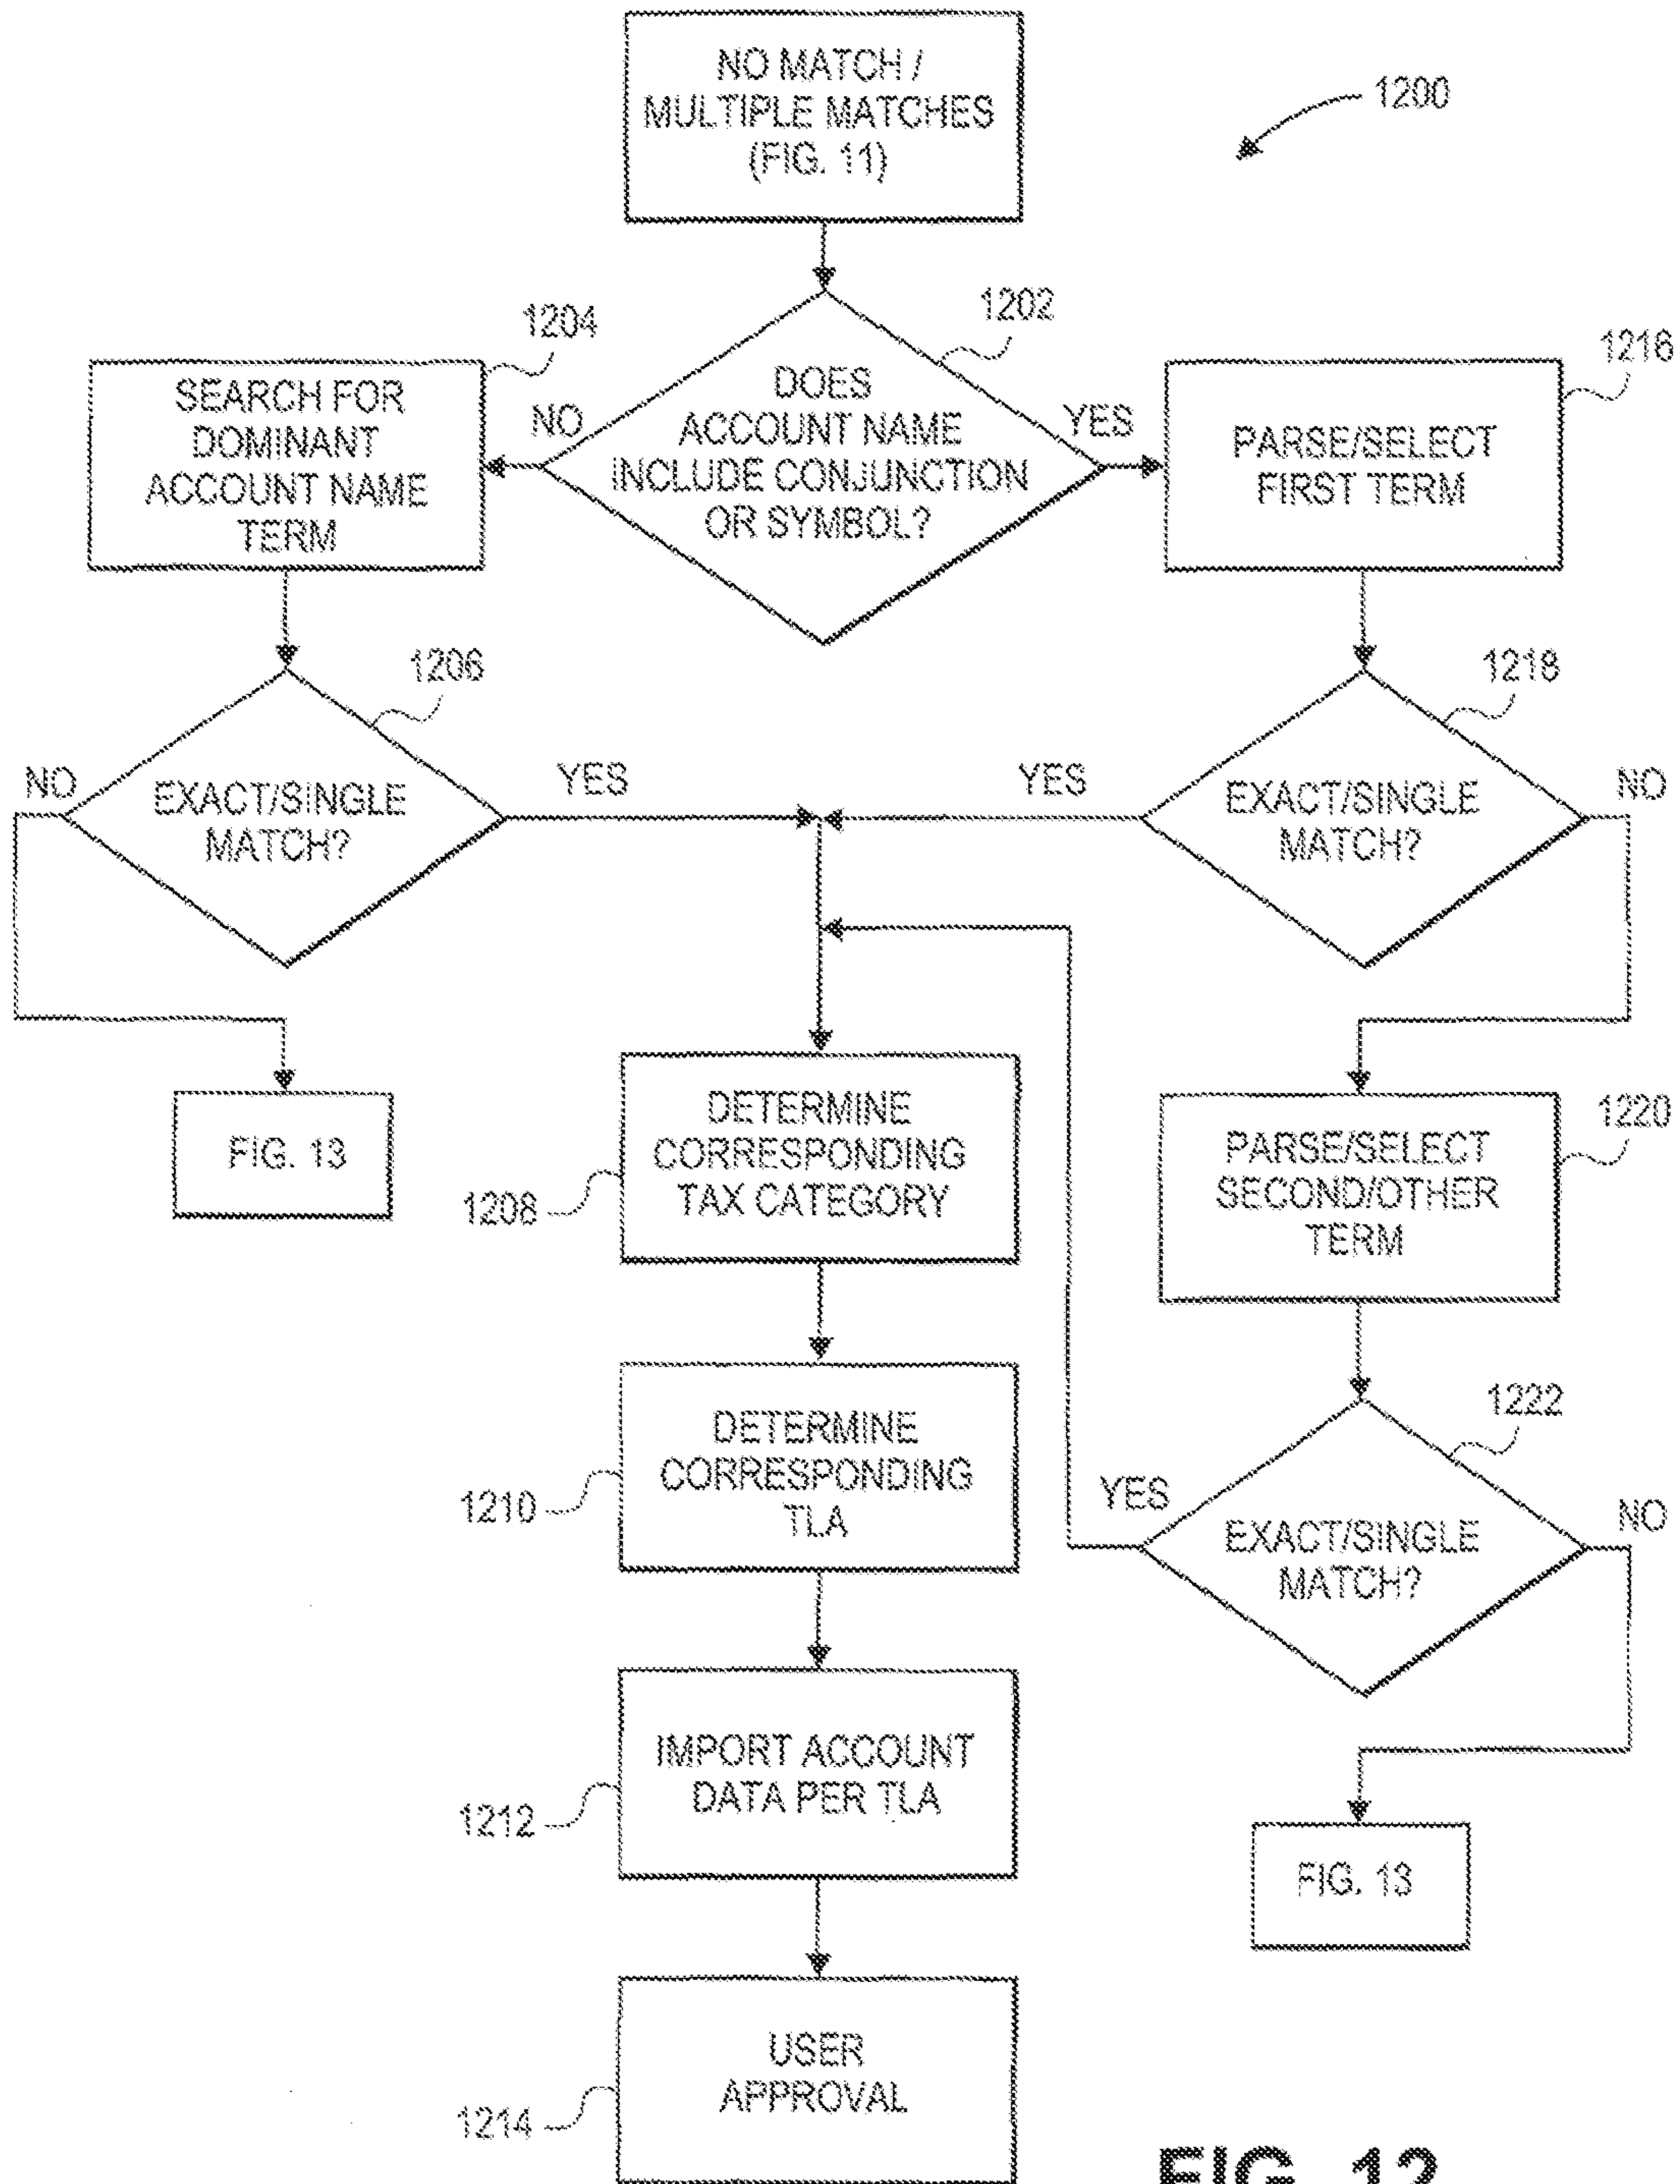 NO MATCH /
MULTIPLE MATCHES
(FIG. 11)
1200
1202
DOES
ACCOUNT NAME
INCLUDE CONJUNCTION
OR SYMBOL?
NO
YES
1204
SEARCH FOR
DOMINANT
ACCOUNT NAME
TERM
1216
PARSE/SELECT
FIRST TERM
1206
EXACT/SINGLE
MATCH?
NO
YES
1218
EXACT/SINGLE
MATCH?
YES
NO
FIG. 13
DETERMINE
CORRESPONDING
TAX CATEGORY
1208
1220
PARSE/SELECT
SECOND/OTHER
TERM
DETERMINE
CORRESPONDING
TLA
1210
1222
EXACT/SINGLE
MATCH?
YES
NO
IMPORT ACCOUNT
DATA PER TLA
1212
FIG. 13
USER
APPROVAL
1214
FIG. 12